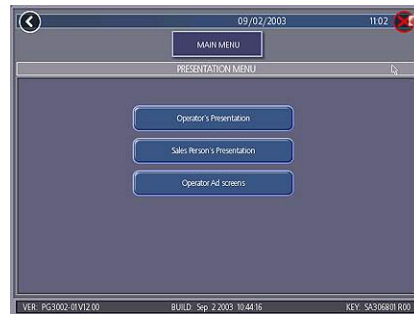 09/02/2003 11:02
MAIN MENU
PRESENTATION MENU
Operator's Presentation
Sales Person's Presentation
Operator Ad screens
VER: PG3002-01V12.00 BUILD: Sep 2 2003 10:44:16 KEY: SA306801 R00